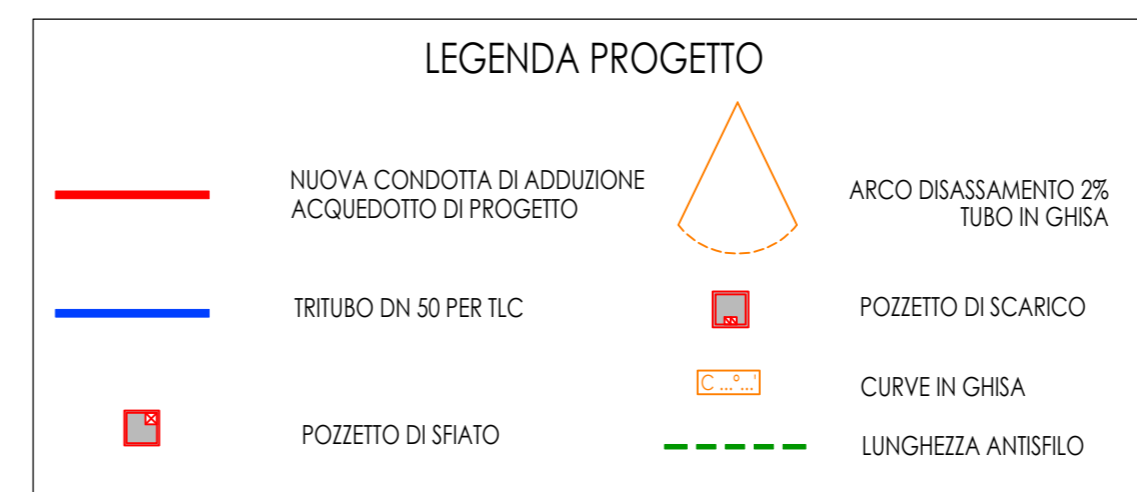 LEGENDA PROGETTO
NUOVA CONDOTTA DI ADDUZIONE
ACQUEDOTTO DI PROGETTO
TRITUBO DN 50 PER TLC
POZZETTO DI SFIATO
ARCO DISASSAMENTO 2%
TUBO IN GHISA
POZZETTO DI SCARICO
C ...°...'
CURVE IN GHISA
LUNGHEZZA ANTISFILO